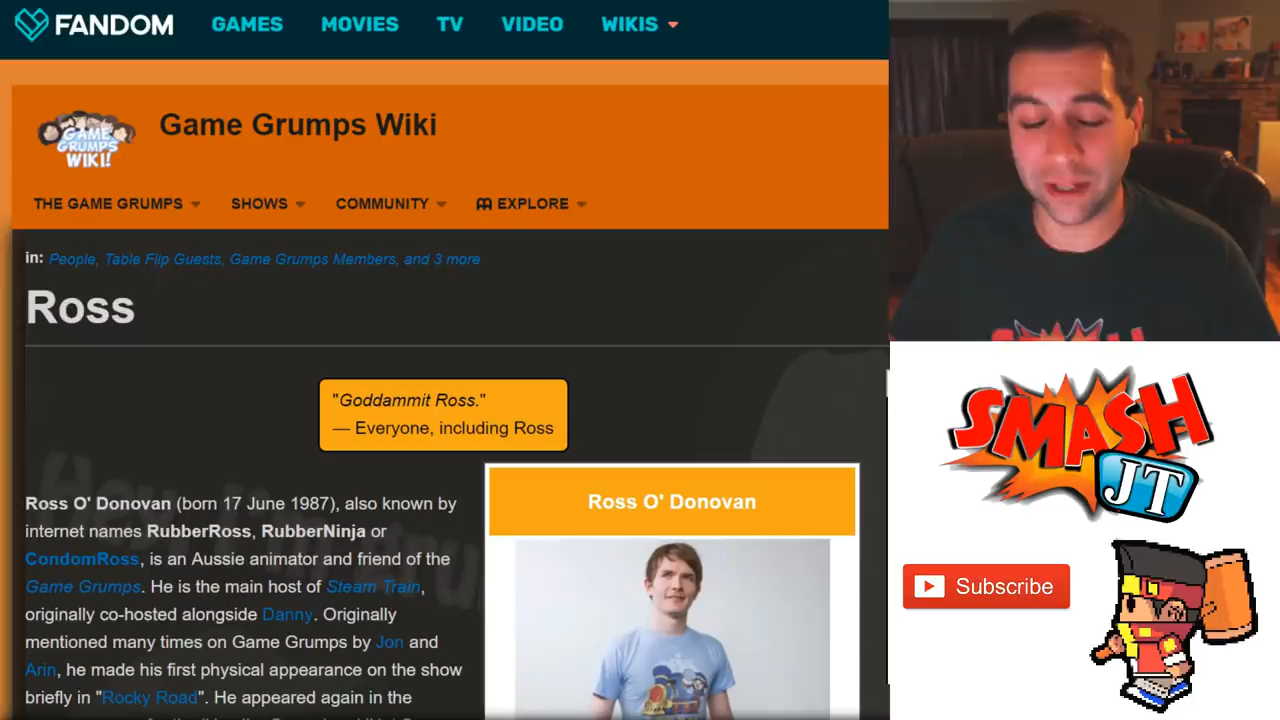 FANDOM GAMES MOVIES TV VIDEO WIKIS
GAME
GRUMPS
WIKI!
Game Grumps Wiki
THE GAME GRUMPS SHOWS COMMUNITY EXPLORE
in: People, Table Flip Guests, Game Grumps Members, and 3 more
Ross
"Goddammit Ross."
— Everyone, including Ross
Ross O' Donovan (born 17 June 1987), also known by
internet names RubberRoss, RubberNinja or
CondomRoss, is an Aussie animator and friend of the
Game Grumps. He is the main host of Steam Train,
originally co-hosted alongside Danny. Originally
mentioned many times on Game Grumps by Jon and
Arin, he made his first physical appearance on the show
briefly in "Rocky Road". He appeared again in the
Ross O' Donovan
SMASH
SMASH
JT
Subscribe